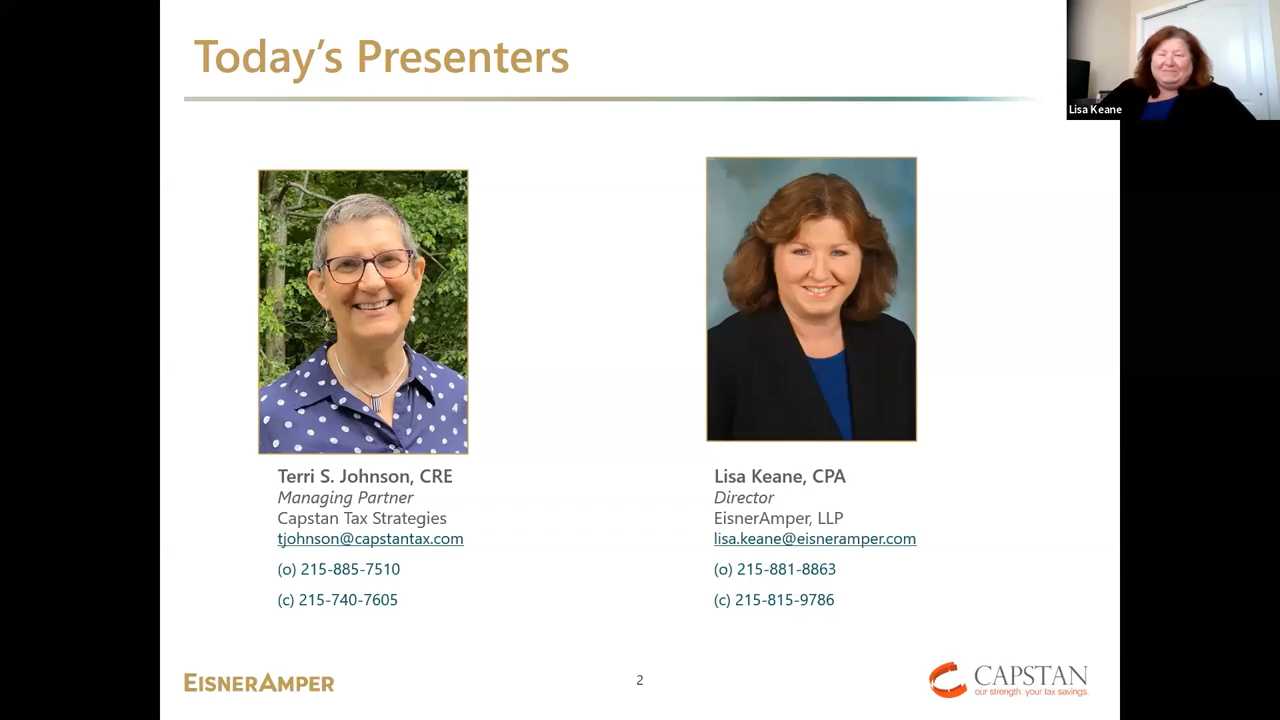 Today's Presenters
Lisa Keane
Terri S. Johnson, CRE
Managing Partner
Capstan Tax Strategies
tjohnson@capstantax.com
(o) 215-885-7510
(c) 215-740-7605
Lisa Keane, CPA
Director
EisnerAmper, LLP
lisa.keane@eisneramper.com
(o) 215-881-8863
(c) 215-815-9786
EISNERAMPER
2
CAPSTAN
our strength. your tax savings.